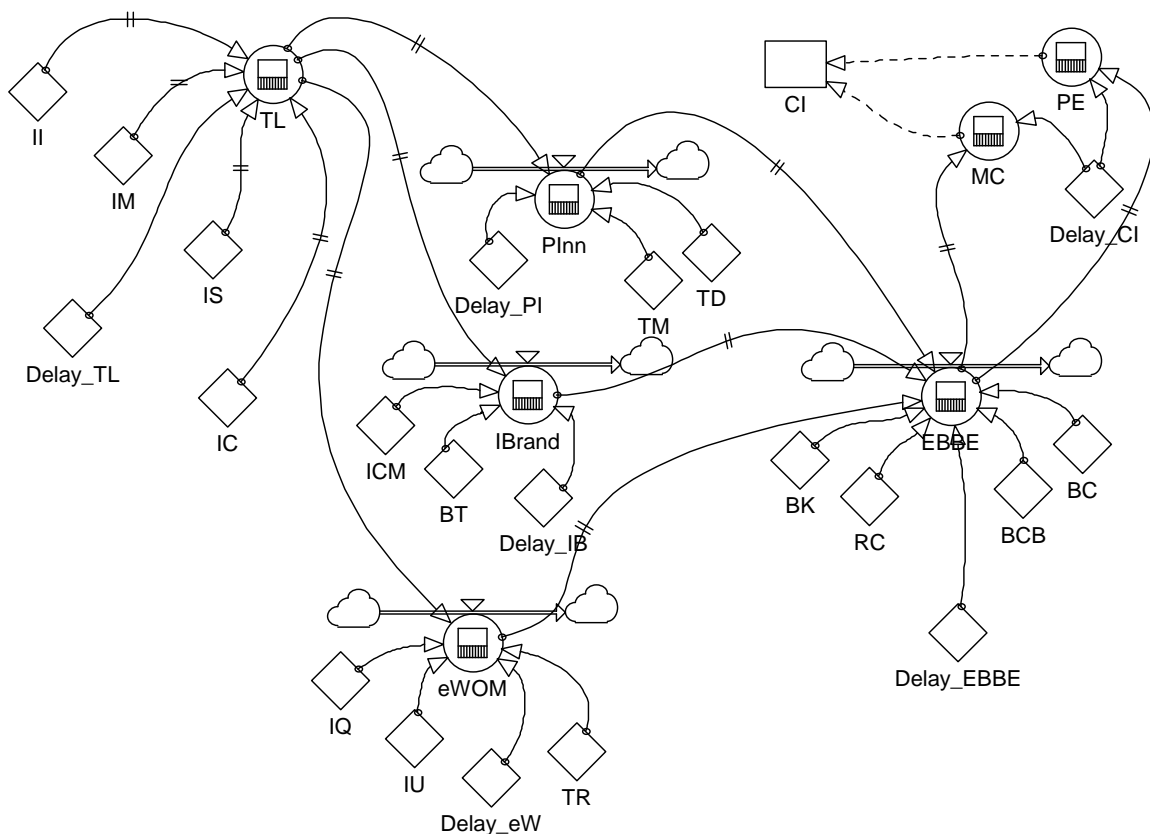 CI
PE
TL
II
IM
MC
IS
PInn
Delay_CI
Delay_PI
TD
TM
Delay_TL
IC
IBrand
EBBE
ICM
BT
Delay_IB
BK
RC
BCB
BC
eWOM
Delay_EBBE
IQ
IU
Delay_eW
TR